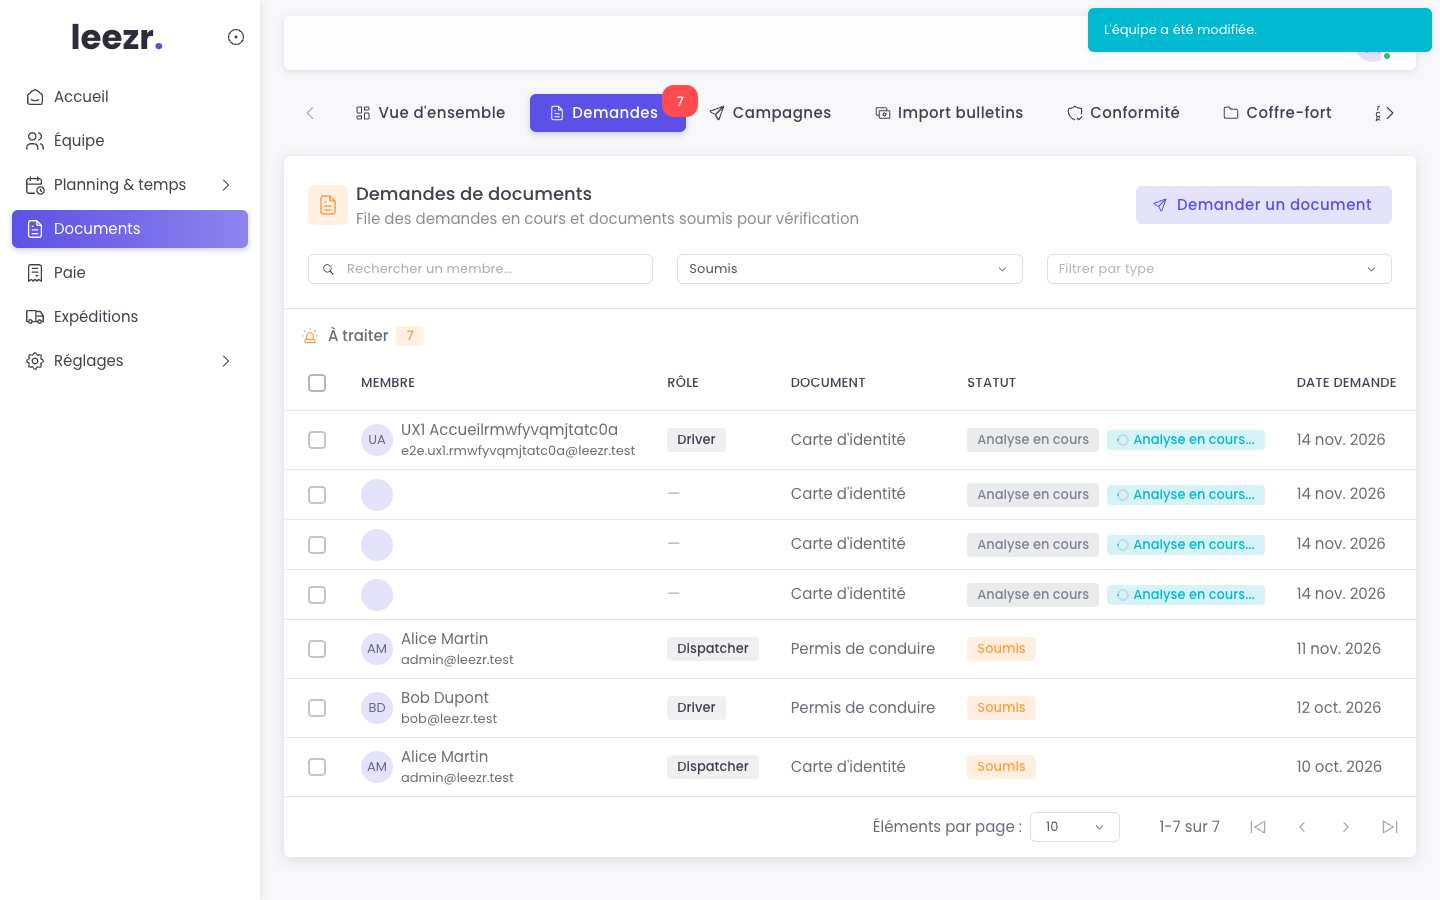 leezr.
L'équipe a été modifiée.
Accueil
Équipe
Planning & temps
Documents
Paie
Expéditions
Réglages
Vue d'ensemble
Demandes
7
Campagnes
Import bulletins
Conformité
Coffre-fort
Demandes de documents
File des demandes en cours et documents soumis pour vérification
Demander un document
Rechercher un membre...
Soumis
Filtrer par type
À traiter 7
MEMBRE RÔLE DOCUMENT STATUT DATE DEMANDE
UA UX1 Accueilrmwfyvqmjtatc0a
e2e.ux1.rmwfyvqmjtatc0a@leezr.test
Driver Carte d'identité Analyse en cours Analyse en cours... 14 nov. 2026
— Carte d'identité Analyse en cours Analyse en cours... 14 nov. 2026
— Carte d'identité Analyse en cours Analyse en cours... 14 nov. 2026
— Carte d'identité Analyse en cours Analyse en cours... 14 nov. 2026
AM Alice Martin
admin@leezr.test
Dispatcher Permis de conduire Soumis 11 nov. 2026
BD Bob Dupont
bob@leezr.test
Driver Permis de conduire Soumis 12 oct. 2026
AM Alice Martin
admin@leezr.test
Dispatcher Carte d'identité Soumis 10 oct. 2026
Éléments par page : 10 1-7 sur 7